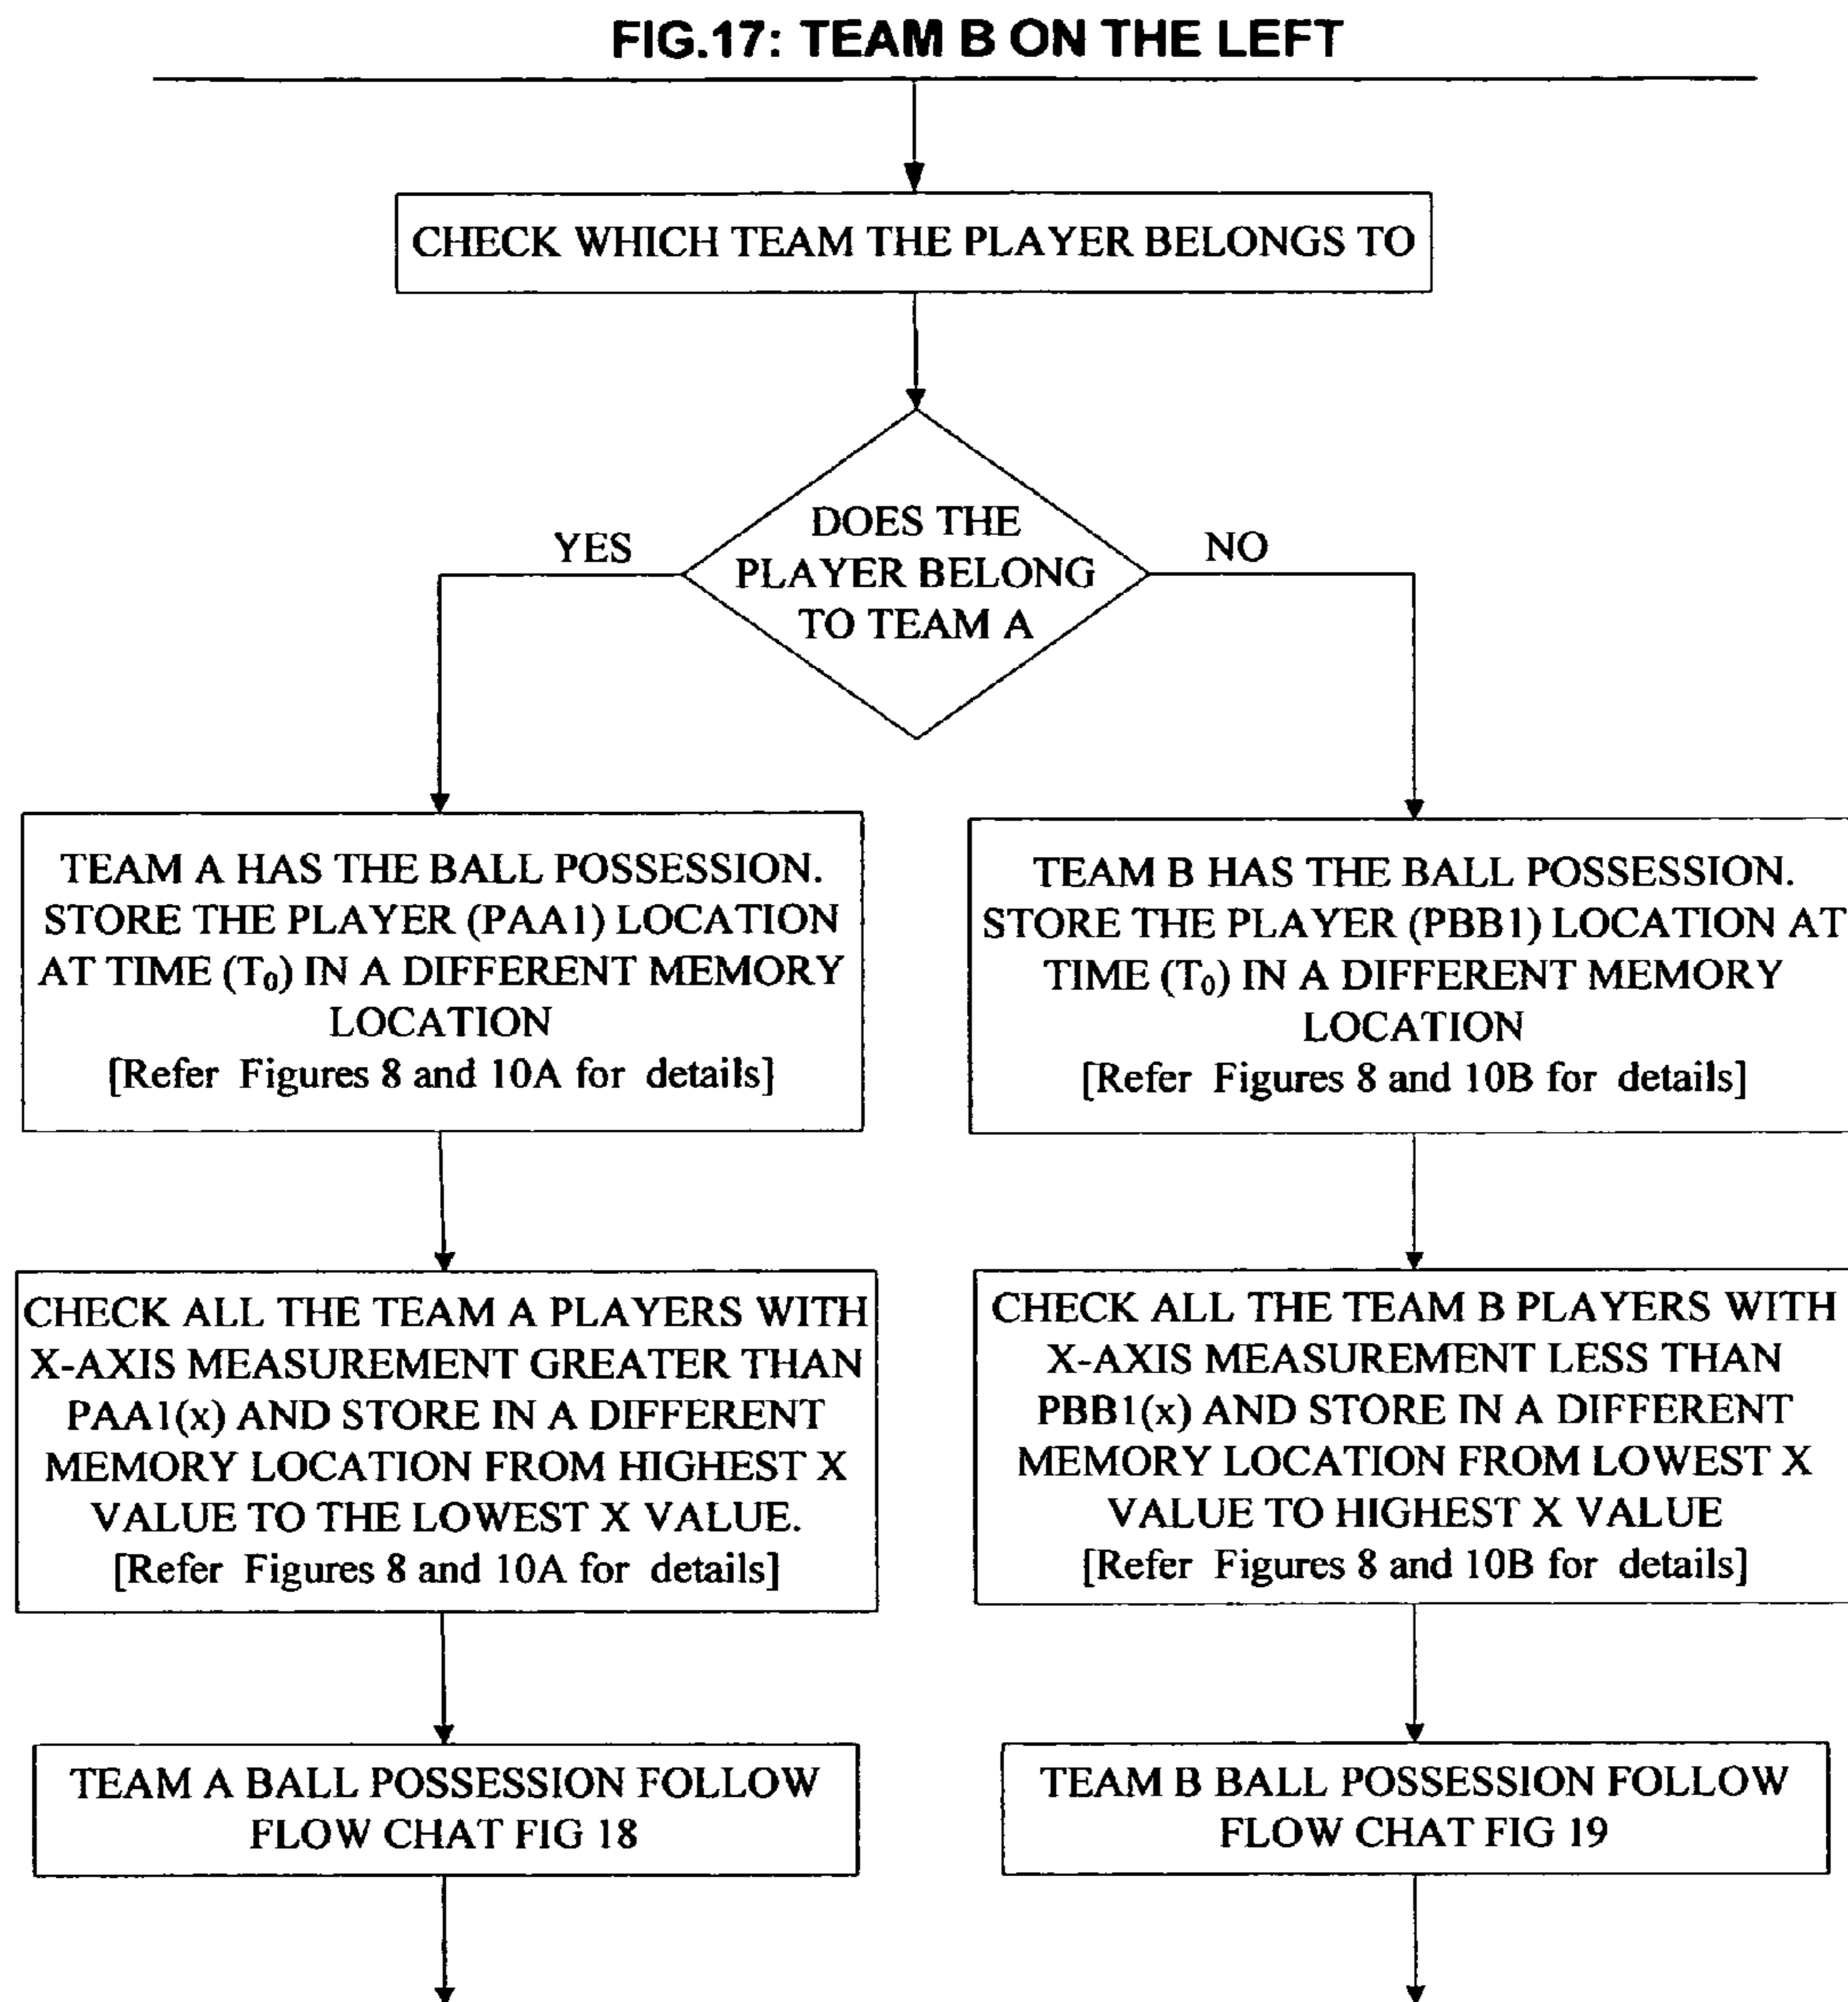 FIG.17: TEAM B ON THE LEFT
CHECK WHICH TEAM THE PLAYER BELONGS TO
DOES THE
PLAYER BELONG
TO TEAM A
YES
NO
TEAM A HAS THE BALL POSSESSION.
STORE THE PLAYER (PAA1) LOCATION
AT TIME (T₀) IN A DIFFERENT MEMORY
LOCATION
[Refer Figures 8 and 10A for details]
TEAM B HAS THE BALL POSSESSION.
STORE THE PLAYER (PBB1) LOCATION AT
TIME (T₀) IN A DIFFERENT MEMORY
LOCATION
[Refer Figures 8 and 10B for details]
CHECK ALL THE TEAM A PLAYERS WITH
X-AXIS MEASUREMENT GREATER THAN
PAA1(x) AND STORE IN A DIFFERENT
MEMORY LOCATION FROM HIGHEST X
VALUE TO THE LOWEST X VALUE.
[Refer Figures 8 and 10A for details]
CHECK ALL THE TEAM B PLAYERS WITH
X-AXIS MEASUREMENT LESS THAN
PBB1(x) AND STORE IN A DIFFERENT
MEMORY LOCATION FROM LOWEST X
VALUE TO HIGHEST X VALUE
[Refer Figures 8 and 10B for details]
TEAM A BALL POSSESSION FOLLOW
FLOW CHAT FIG 18
TEAM B BALL POSSESSION FOLLOW
FLOW CHAT FIG 19